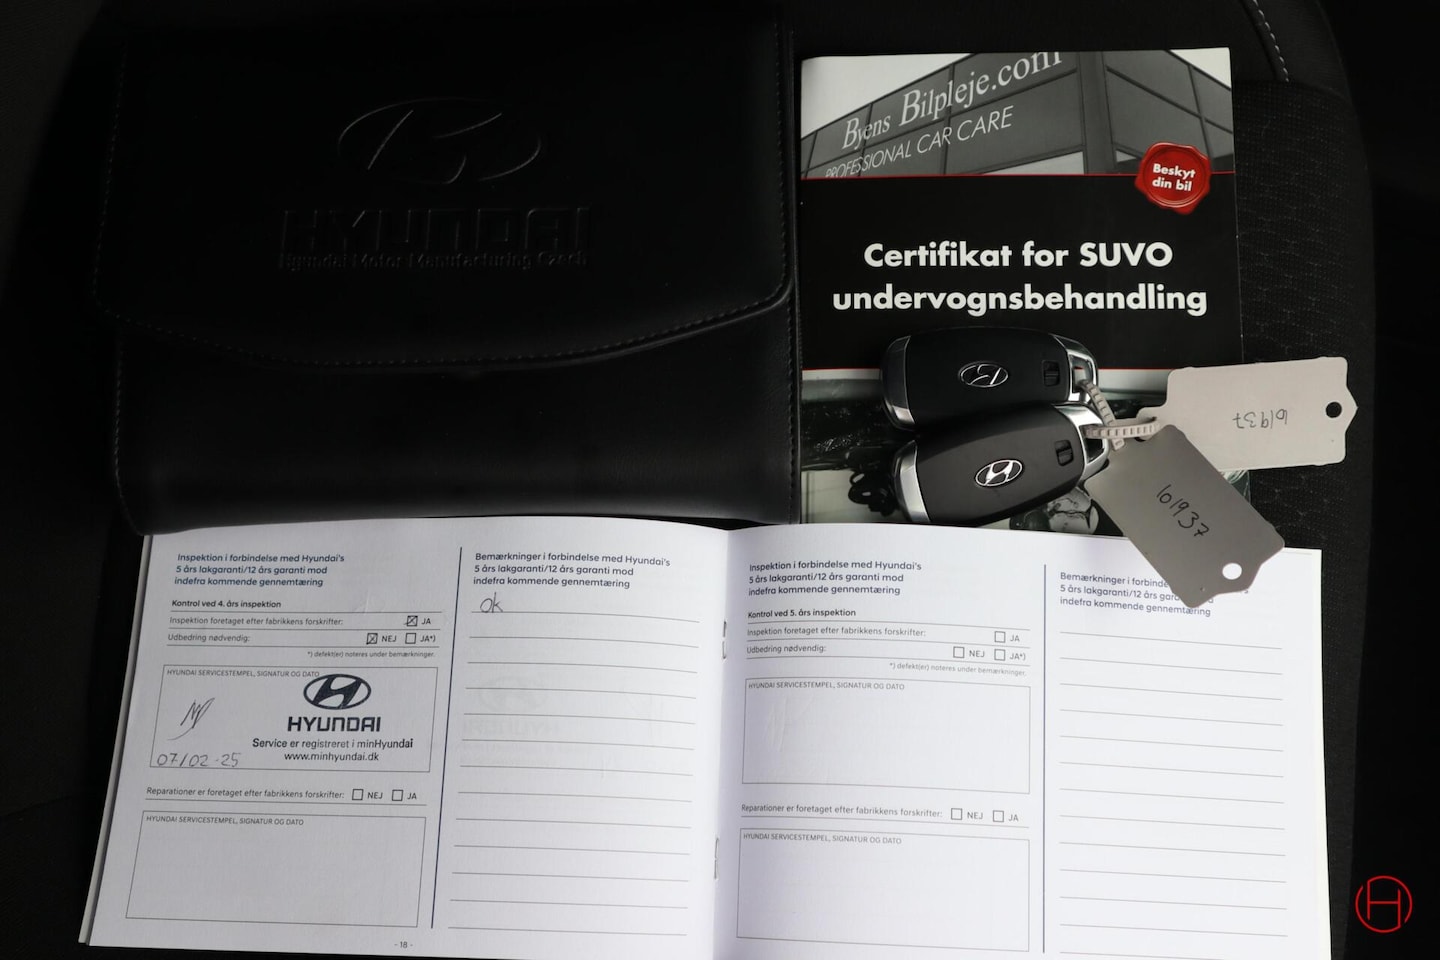 HYUNDAI
Hyundai Motor Manufacturing Czech
Byens Bilpleje.com
PROFESSIONAL CAR CARE
Beskyt
din bil
Certifikat for SUVO
undervognsbehandling
101937
101937
Inspektion i forbindelse med Hyundai's
5 års lakgaranti/12 års garanti mod
indefra kommende gennemtæring
Kontrol ved 4. års inspektion
Inspektion foretaget efter fabrikkens forskrifter: ☒ JA
Udbedring nødvendig: ☒ NEJ ☐ JA*)
*) defekt(er) noteres under bemærkninger.
HYUNDAI SERVICESTEMPEL, SIGNATUR OG DATO
HYUNDAI
Service er registreret i minHyundai
www.minhyundai.dk
07/02-25
Reparationer er foretaget efter fabrikkens forskrifter: ☐ NEJ ☐ JA
HYUNDAI SERVICESTEMPEL, SIGNATUR OG DATO
- 18 -
Bemærkninger i forbindelse med Hyundai's
5 års lakgaranti/12 års garanti mod
indefra kommende gennemtæring
ok
Inspektion i forbindelse med Hyundai's
5 års lakgaranti/12 års garanti mod
indefra kommende gennemtæring
Kontrol ved 5. års inspektion
Inspektion foretaget efter fabrikkens forskrifter: ☐ JA
Udbedring nødvendig: ☐ NEJ ☐ JA*)
*) defekt(er) noteres under bemærkninger.
HYUNDAI SERVICESTEMPEL, SIGNATUR OG DATO
Reparationer er foretaget efter fabrikkens forskrifter: ☐ NEJ ☐ JA
HYUNDAI SERVICESTEMPEL, SIGNATUR OG DATO
Bemærkninger i forbinde
5 års lakgaranti/12 års
indefra kommende gennemtæring